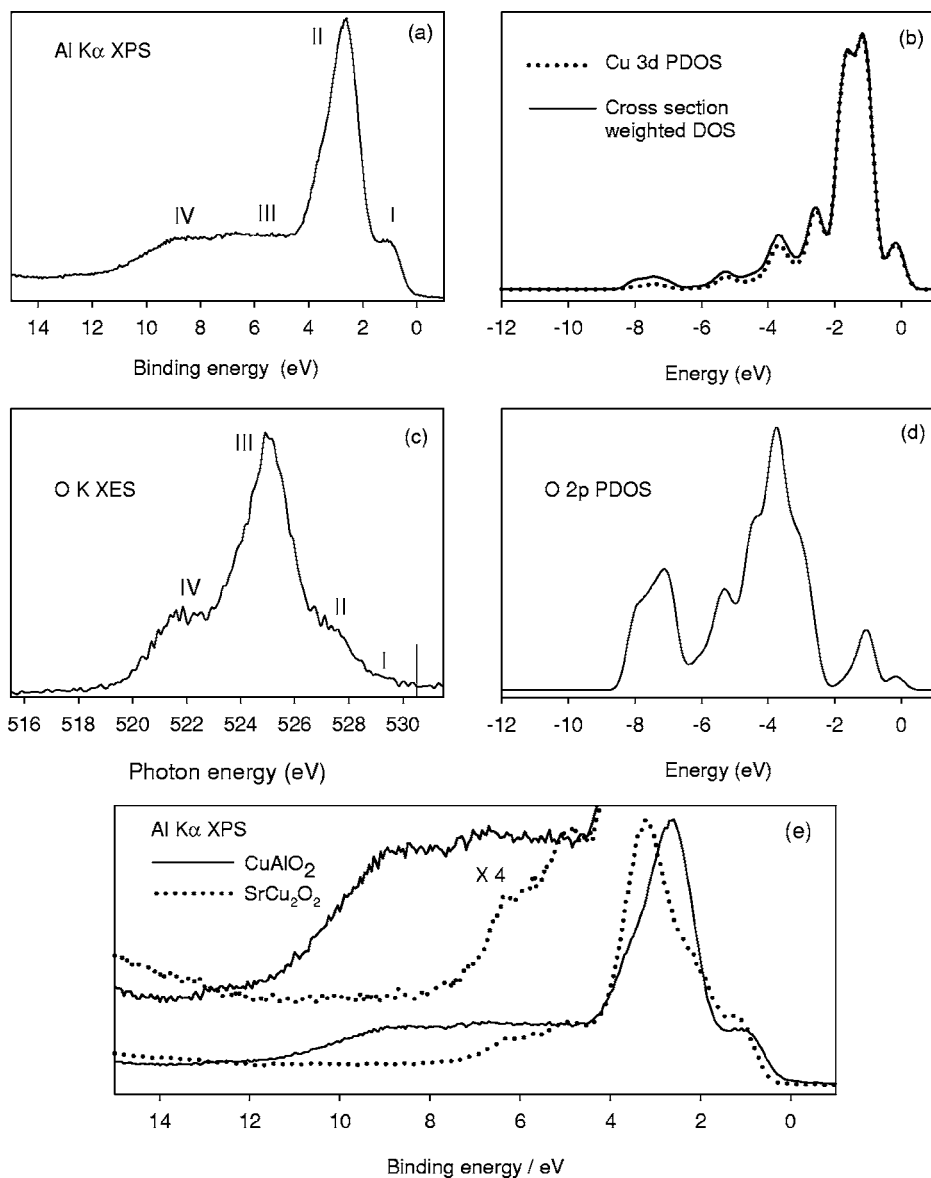 Al Kα XPS
II
(a)
IV
III
I
14 12 10 8 6 4 2 0
Binding energy (eV)
(b)
Cu 3d PDOS
Cross section
weighted DOS
-12 -10 -8 -6 -4 -2 0
Energy (eV)
(c)
III
O K XES
IV
II
I
516 518 520 522 524 526 528 530
Photon energy (eV)
(d)
O 2p PDOS
-12 -10 -8 -6 -4 -2 0
Energy (eV)
Al Kα XPS
(e)
CuAlO₂
SrCu₂O₂
X 4
14 12 10 8 6 4 2 0
Binding energy / eV